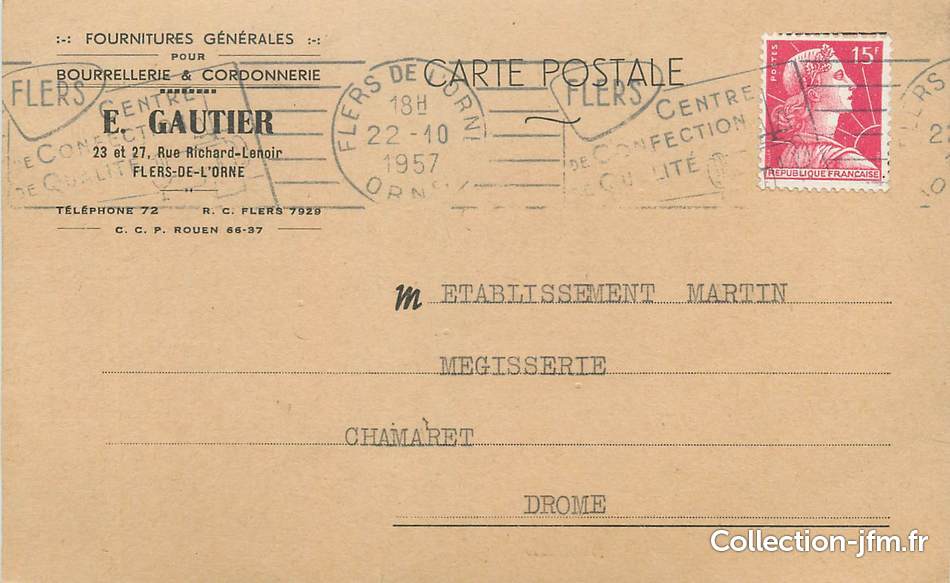 :-: FOURNITURES GÉNÉRALES :-:
POUR
BOURRELLERIE & CORDONNERIE
E. GAUTIER
23 et 27, Rue Richard-Lenoir
FLERS-DE-L'ORNE
TÉLÉPHONE 72 R. C. FLERS 7929
C. C. P. ROUEN 66-37
CARTE POSTALE
FLERS
CENTRE
DE CONFECTION
DE QUALITÉ
FLERS DE L'ORNE
18H
22-10
1957
ORNE
FLERS
CENTRE
DE CONFECTION
DE QUALITÉ
POSTES
15F
REPUBLIQUE FRANCAISE
M ETABLISSEMENT MARTIN
MEGISSERIE
CHAMARET
DROME
Collection-jfm.fr